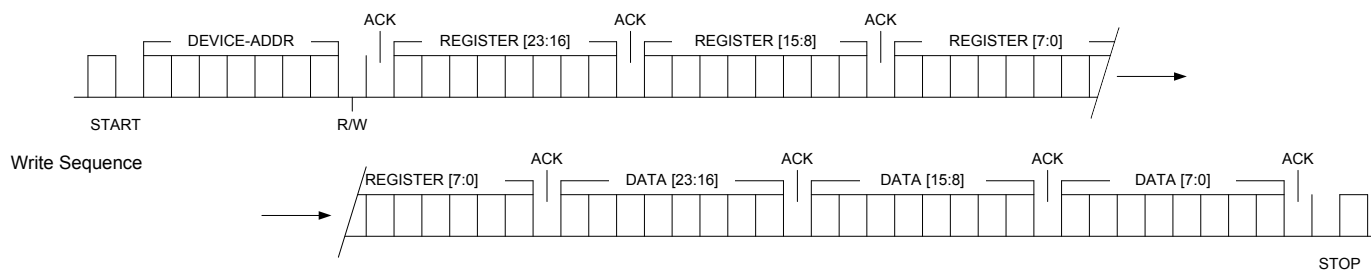 ACK ACK ACK
DEVICE-ADDR REGISTER [23:16] REGISTER [15:8] REGISTER [7:0]
START R/W
Write Sequence
ACK ACK ACK ACK
REGISTER [7:0] DATA [23:16] DATA [15:8] DATA [7:0]
STOP